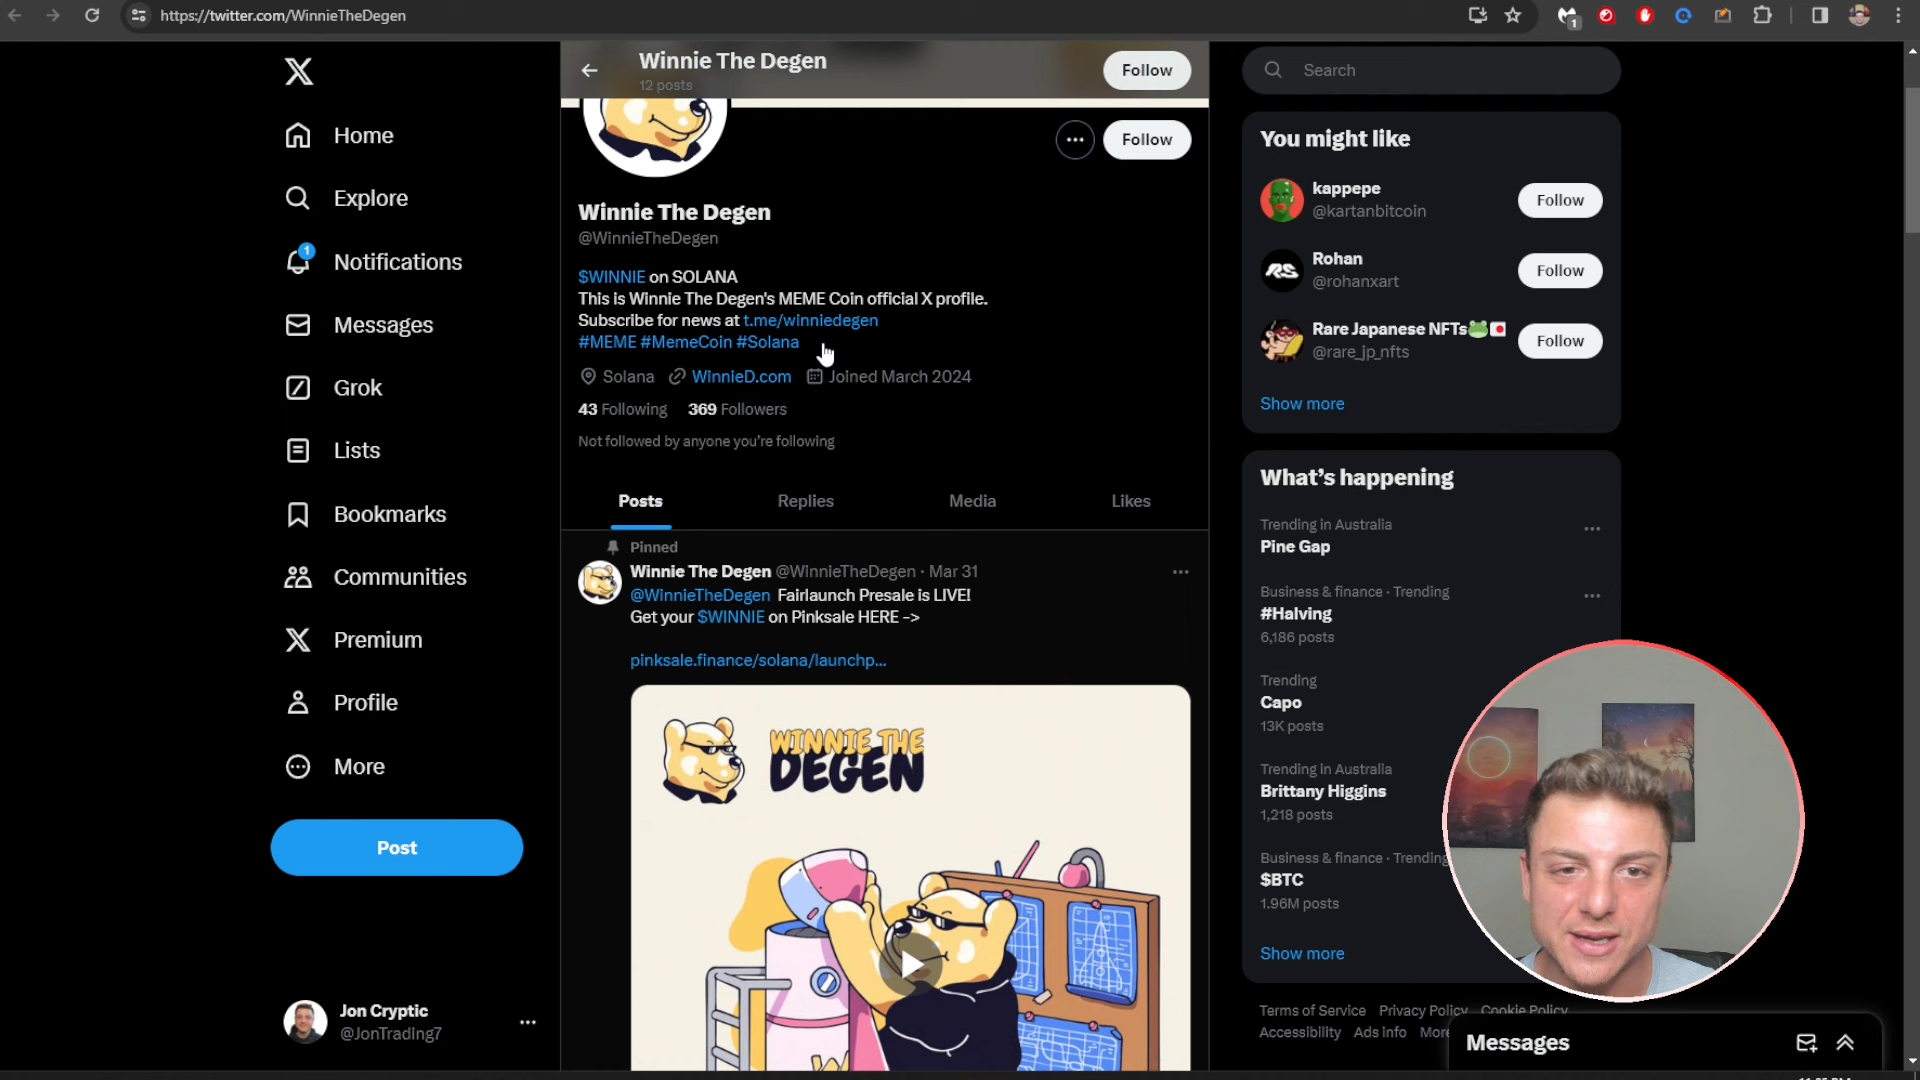 https://twitter.com/WinnieTheDegen
1
Home
Explore
1
Notifications
Messages
Grok
Lists
Bookmarks
Communities
Premium
Profile
More
Post
Jon Cryptic
@JonTrading7
Winnie The Degen
12 posts
Follow
Follow
Winnie The Degen
@WinnieTheDegen
$WINNIE on SOLANA
This is Winnie The Degen's MEME Coin official X profile.
Subscribe for news at t.me/winniedegen
#MEME #MemeCoin #Solana
Solana WinnieD.com Joined March 2024
43 Following 369 Followers
Not followed by anyone you're following
Posts Replies Media Likes
Pinned
Winnie The Degen @WinnieTheDegen · Mar 31
@WinnieTheDegen Fairlaunch Presale is LIVE!
Get your $WINNIE on Pinksale HERE ->
pinksale.finance/solana/launchp...
WINNIE THE
DEGEN
Search
You might like
kappepe
@kartanbitcoin
Follow
Rohan
@rohanxart
Follow
RS
Rare Japanese NFTs
@rare_jp_nfts
Follow
Show more
What's happening
Trending in Australia
Pine Gap
Business & finance · Trending
#Halving
6,186 posts
Trending
Capo
13K posts
Trending in Australia
Brittany Higgins
1,218 posts
Business & finance · Trending
$BTC
1.96M posts
Show more
Terms of Service Privacy Policy Cookie Policy
Accessibility Ads info More
Messages